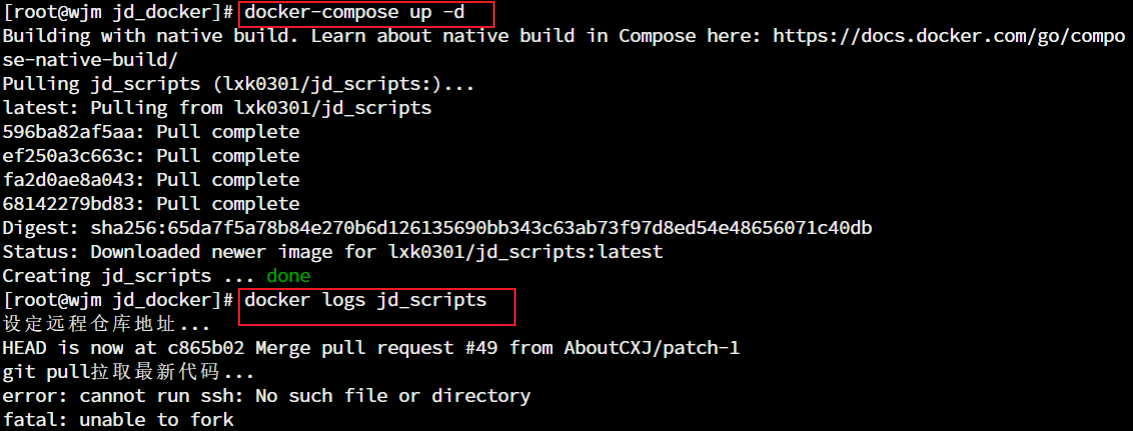 [root@wjm jd_docker]# docker-compose up -d
Building with native build. Learn about native build in Compose here: https://docs.docker.com/go/compo
se-native-build/
Pulling jd_scripts (lxk0301/jd_scripts:)...
latest: Pulling from lxk0301/jd_scripts
596ba82af5aa: Pull complete
ef250a3c663c: Pull complete
fa2d0ae8a043: Pull complete
68142279bd83: Pull complete
Digest: sha256:65da7f5a78b84e270b6d126135690bb343c63ab73f97d8ed54e48656071c40db
Status: Downloaded newer image for lxk0301/jd_scripts:latest
Creating jd_scripts ... done
[root@wjm jd_docker]# docker logs jd_scripts
设定远程仓库地址...
HEAD is now at c865b02 Merge pull request #49 from AboutCXJ/patch-1
git pull拉取最新代码...
error: cannot run ssh: No such file or directory
fatal: unable to fork